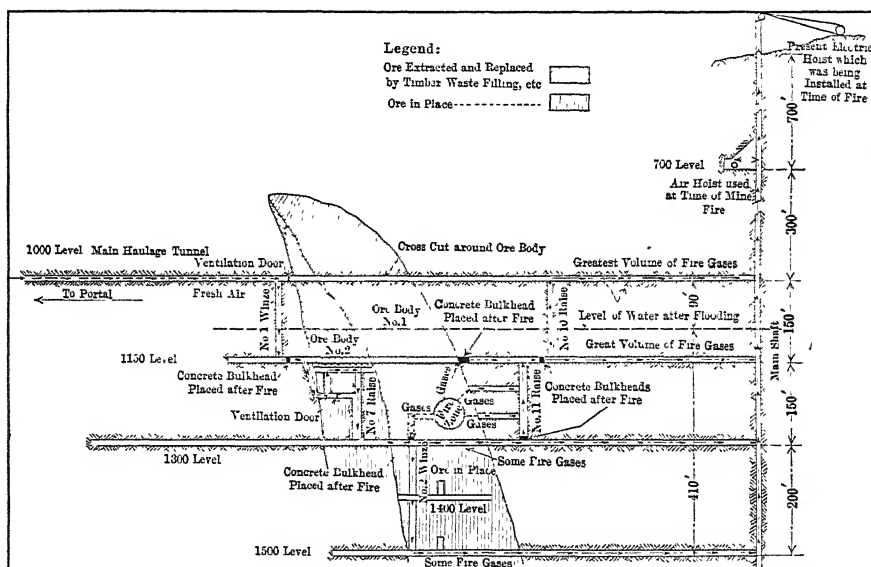 Legend:
Ore Extracted and Replaced
by Timber Waste Filling, etc
Ore in Place
Present Electric
Hoist which
was being
Installed at
Time of Fire
700'
700 Level
Air Hoist used
at Time of Mine
Fire
300'
1000 Level Main Haulage Tunnel
Ventilation Door
Cross Cut around Ore Body
Greatest Volume of Fire Gases
To Portal
Fresh Air
No 1 Winze
Ore Body
No.1
Ore Body
No.2
Concrete Bulkhead
Placed after Fire
No 10 Raise
Level of Water after Flooding
90'
150'
Main Shaft
Great Volume of Fire Gases
1150 Level
Concrete Bulkhead
Placed after Fire
Ventilation Door
No 7 Raise
Gases
Gases
Gases
Gases
Fire
Zone
No.11 Raise
Concrete Bulkheads
Placed after Fire
150'
1300 Level
Concrete Bulkhead
Placed after Fire
No.2 Winze
Some Fire Gases
Ore in Place
1400 Level
410'
200'
1500 Level
Some Fire Gases